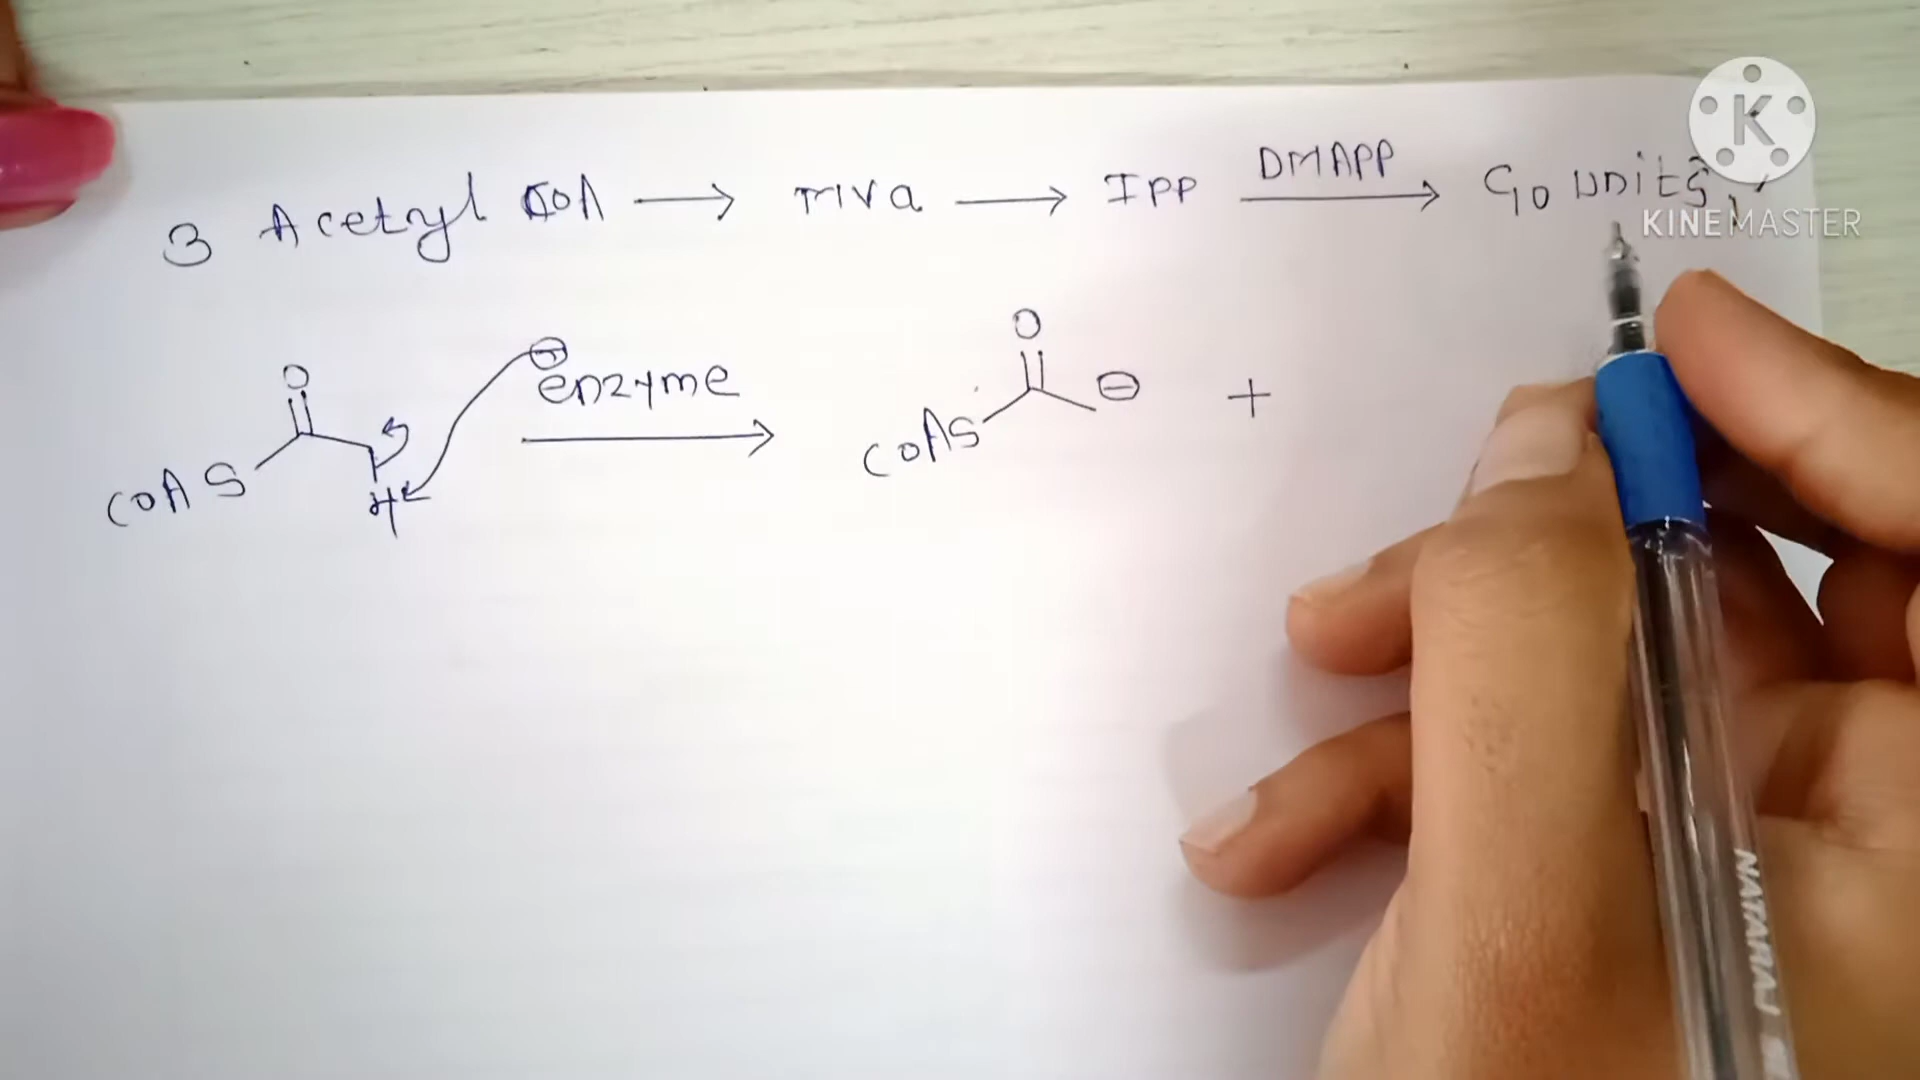 DMAPP
3 Acetyl CoA → MVa → IPP → C10 units
K
KINEMASTER
O
O
⊖
enzyme
⊖
+
CoAS
CoAS
H
NATARAJ